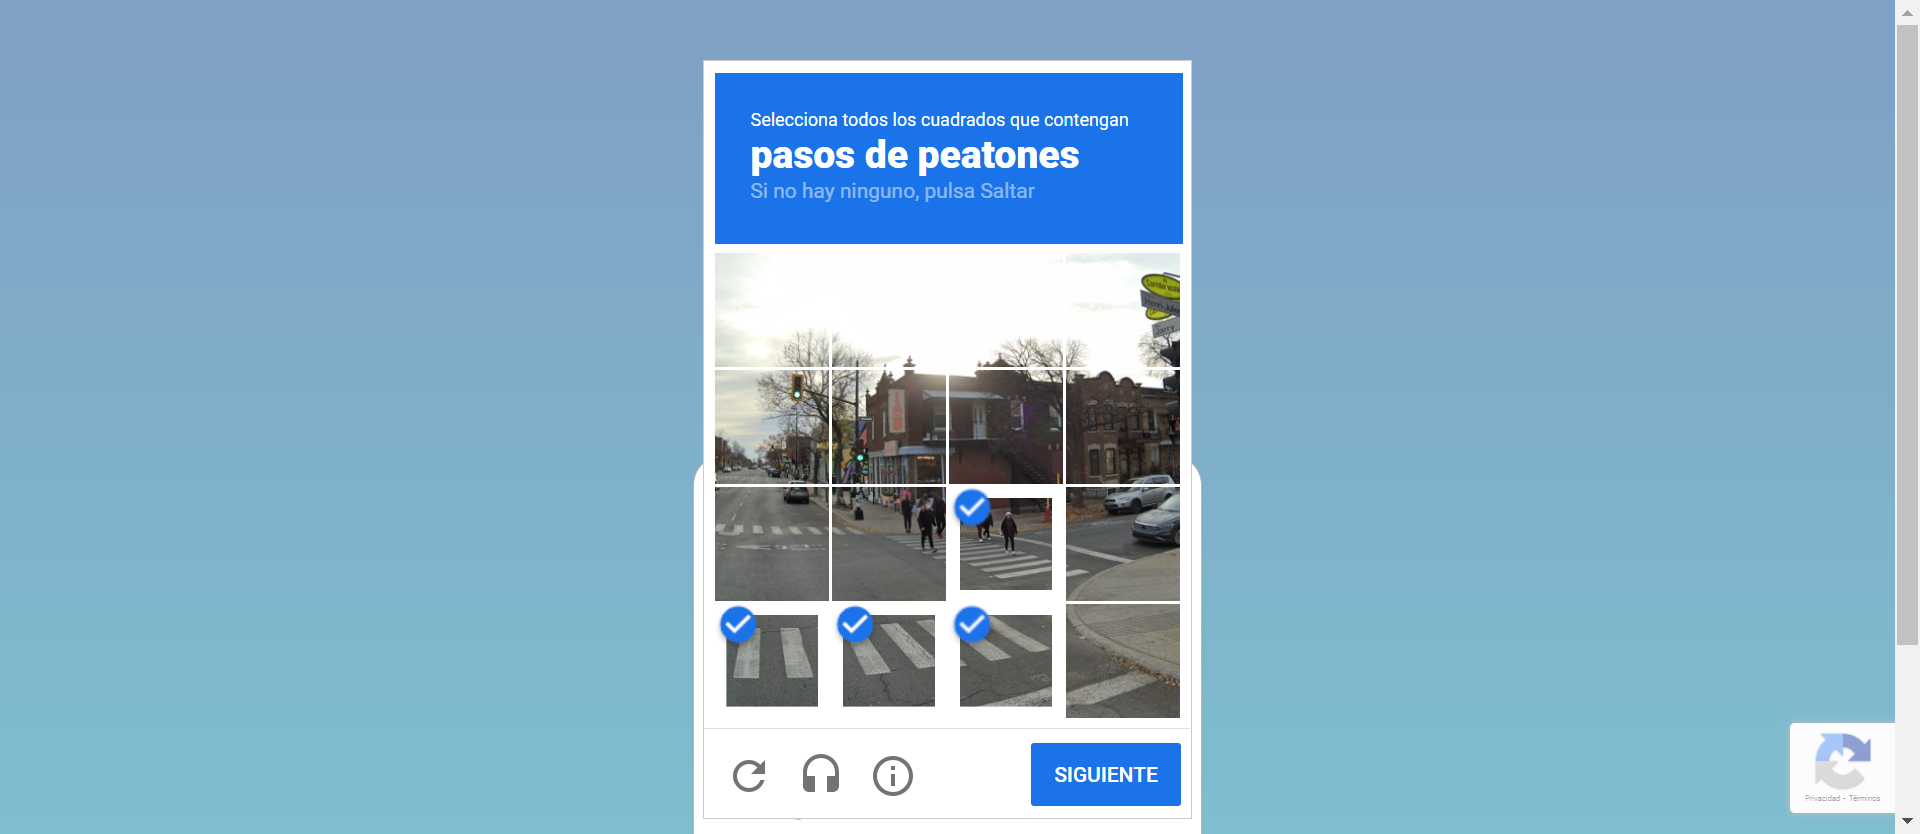 Selecciona todos los cuadrados que contengan
pasos de peatones
Si no hay ninguno, pulsa Saltar
SIGUIENTE
Privacidad - Términos